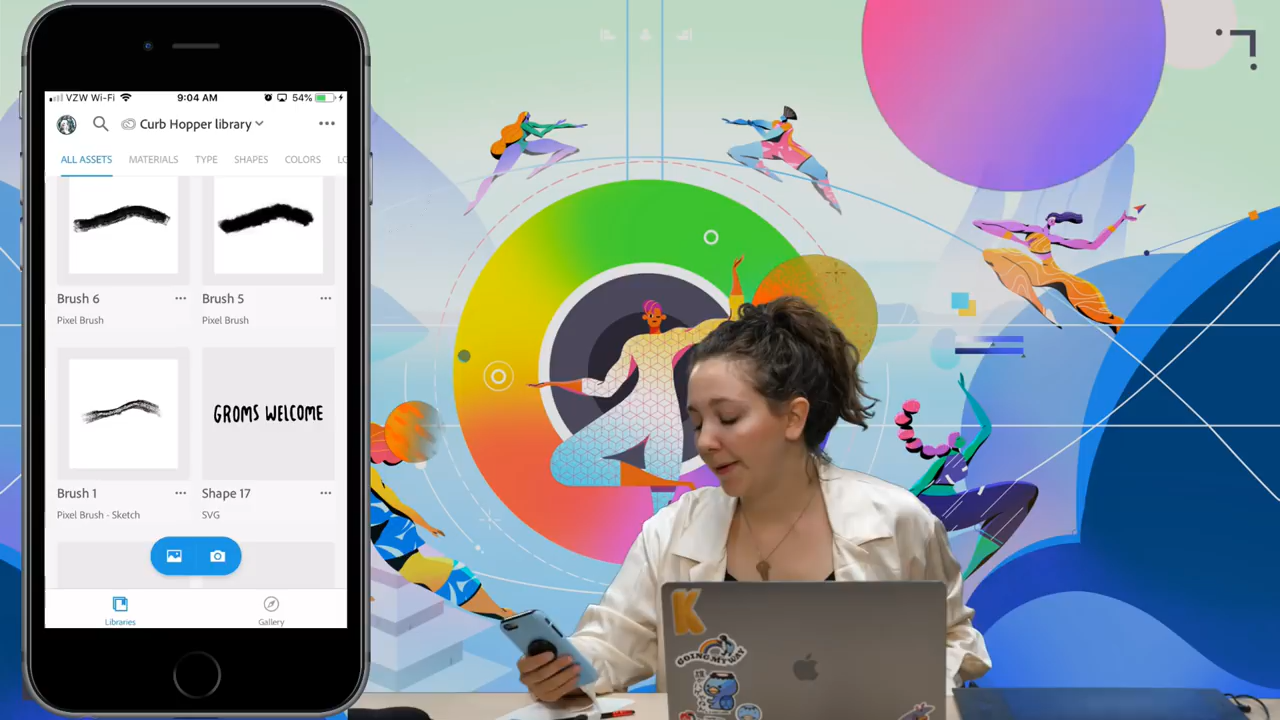 VZW Wi-Fi 9:04 AM 54%
Curb Hopper library
ALL ASSETS MATERIALS TYPE SHAPES COLORS LO
Brush 6 Brush 5
Pixel Brush Pixel Brush
GROMS WELCOME
Brush 1 Shape 17
Pixel Brush - Sketch SVG
Libraries Gallery
K
GOING MY WAY